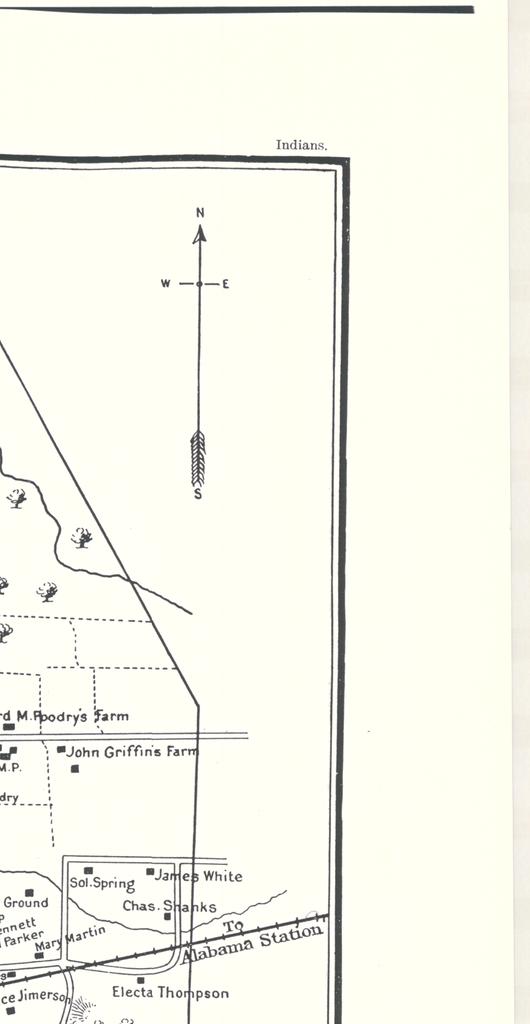 Indians.
N
W E
S
rd M. Poodry's Farm
John Griffin's Farm
M.P.
dry
James White
Sol. Spring
Ground
Chas. Shanks
To
Alabama Station
nnett
Parker
Mary Martin
ce Jimerson
Electa Thompson